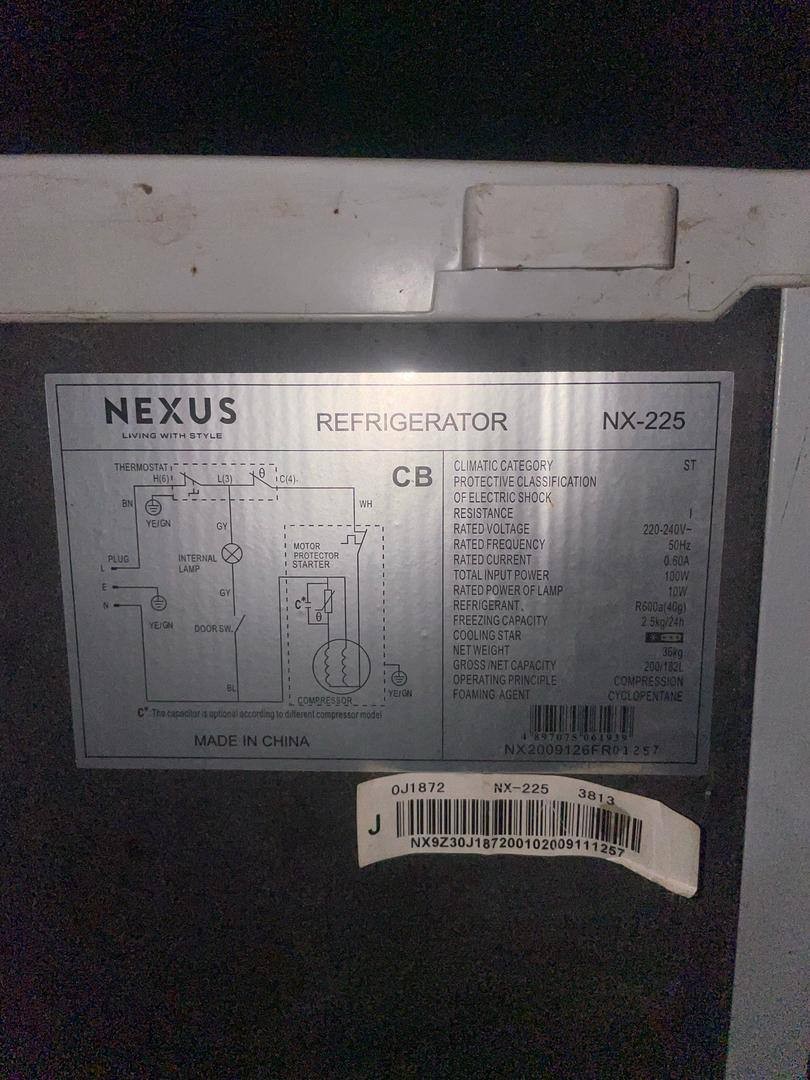 NEXUS
LIVING WITH STYLE
REFRIGERATOR
NX-225
THERMOSTAT
H(6)
L(3)
θ
C(4)
CB
BN
YE/GN
GY
WH
PLUG
L
E
N
INTERNAL
LAMP
MOTOR
PROTECTOR
STARTER
YE/GN
GY
C*
θ
DOOR SW.
BL
COMPRESSOR
YE/GN
C* :The capacitor is optional according to different compressor model
MADE IN CHINA
CLIMATIC CATEGORY ST
PROTECTIVE CLASSIFICATION
OF ELECTRIC SHOCK
RESISTANCE I
RATED VOLTAGE 220-240V~
RATED FREQUENCY 50Hz
RATED CURRENT 0.60A
TOTAL INPUT POWER 100W
RATED POWER OF LAMP 10W
REFRIGERANT. R600a(40g)
FREEZING CAPACITY 2.5kg/24h
COOLING STAR
NET WEIGHT 36kg
GROSS /NET CAPACITY 200/182L
OPERATING PRINCIPLE COMPRESSION
FOAMING AGENT CYCLOPENTANE
4 897075 061939
NX2009126FR01257
0J1872 NX-225 3813
J
NX9Z30J187200102009111257